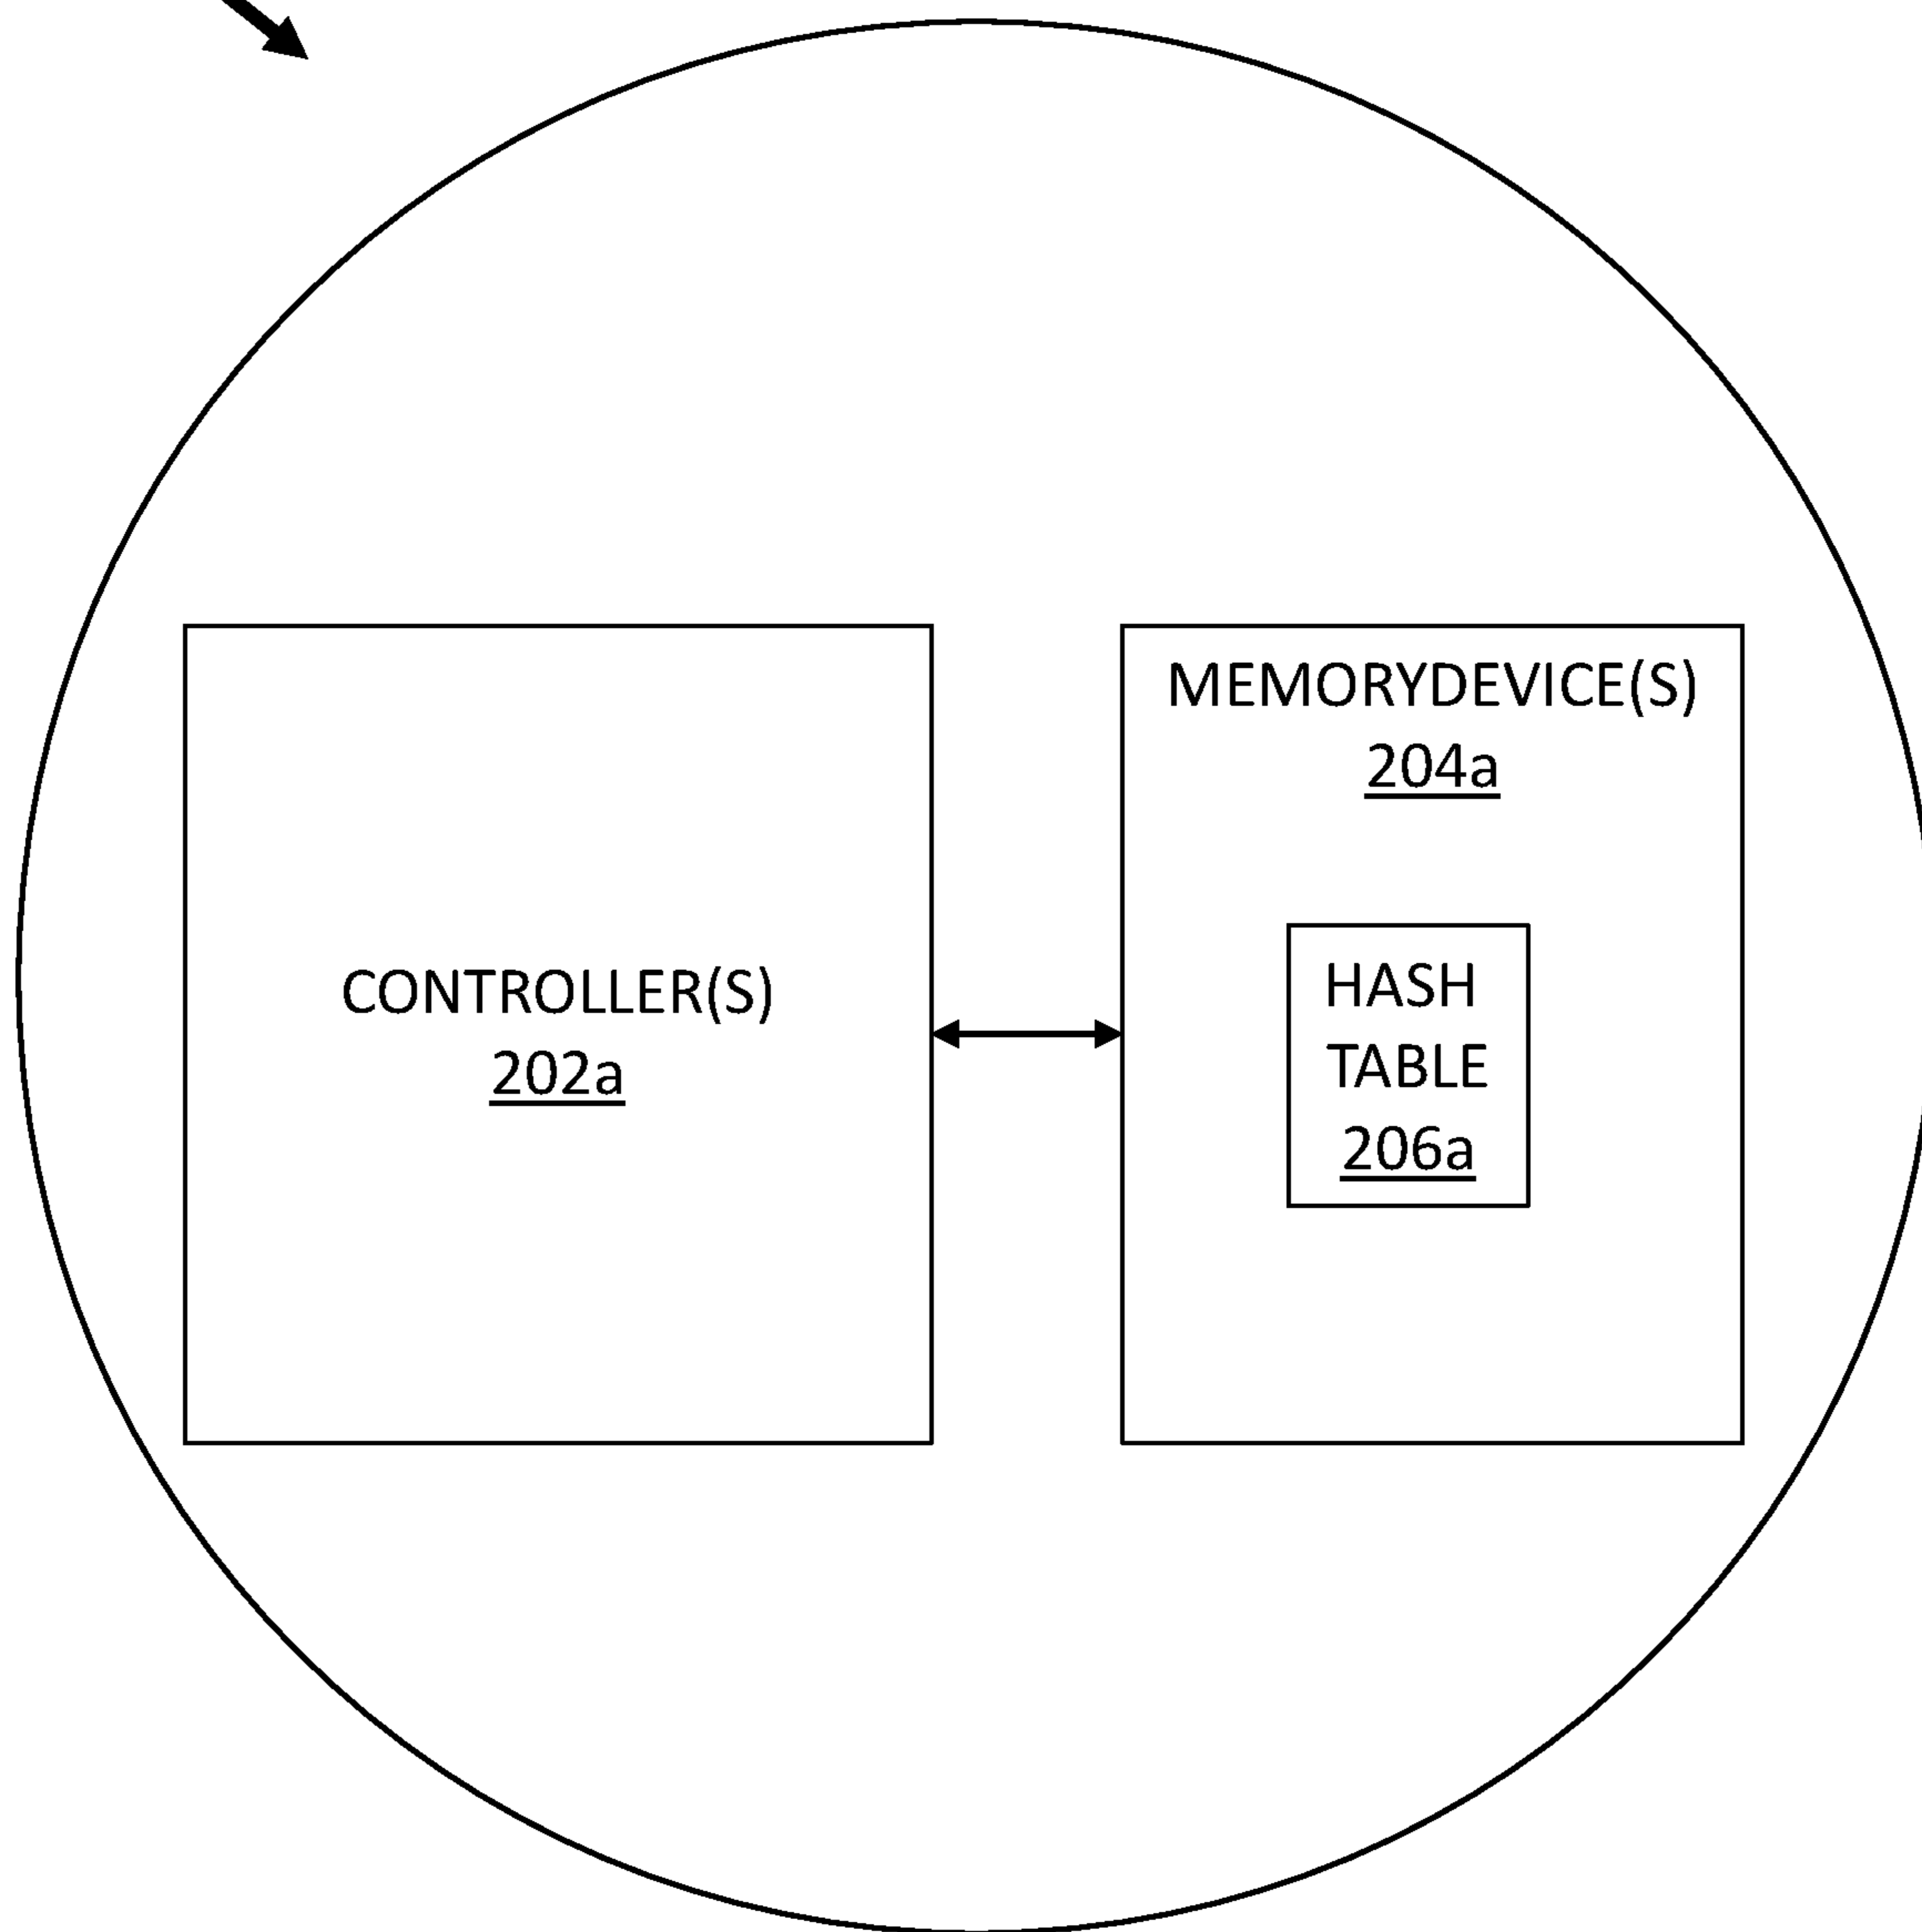 CONTROLLER(S)
202a
MEMORYDEVICE(S)
204a
HASH
TABLE
206a